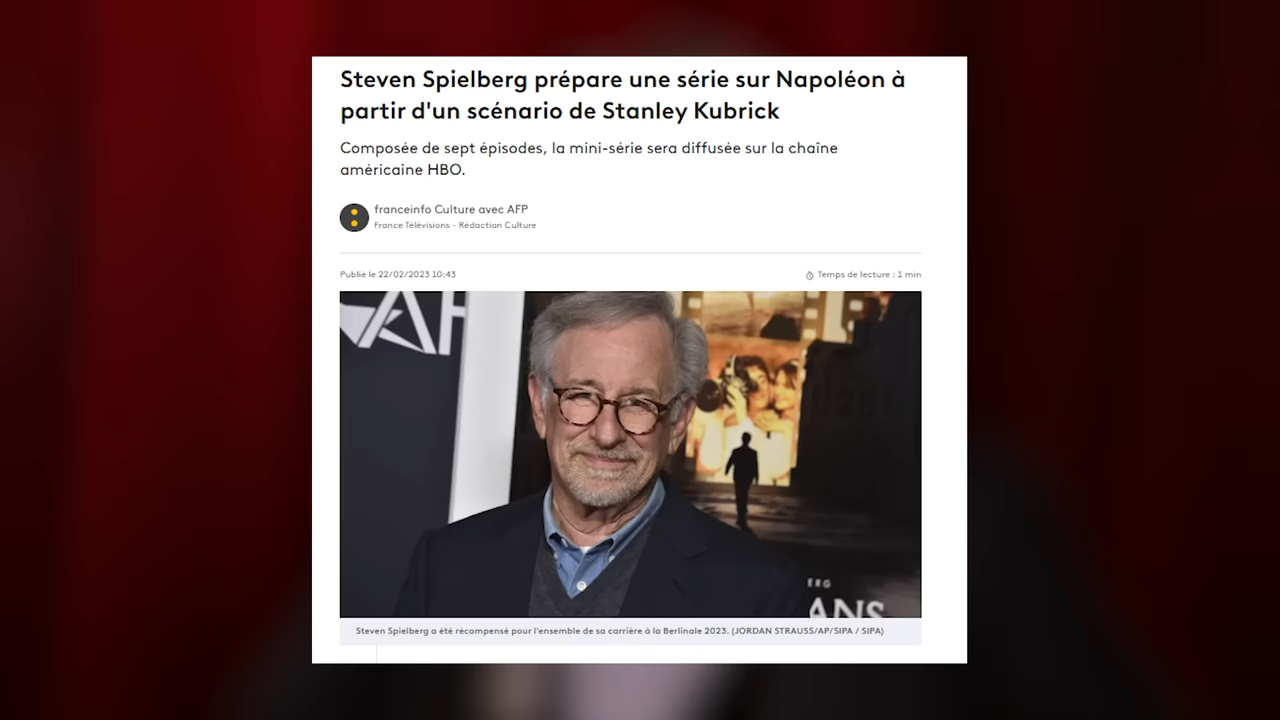 Steven Spielberg prépare une série sur Napoléon à
partir d'un scénario de Stanley Kubrick
Composée de sept épisodes, la mini-série sera diffusée sur la chaîne
américaine HBO.
franceinfo Culture avec AFP
France Télévisions - Rédaction Culture
Publié le 22/02/2023 10:43
Temps de lecture : 1 min
AF
ERG
ANS
Steven Spielberg a été récompensé pour l'ensemble de sa carrière à la Berlinale 2023. (JORDAN STRAUSS/AP/SIPA / SIPA)